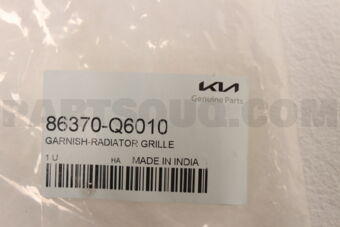 KIA
Genuine Parts
86370-Q6010
GARNISH-RADIATOR GRILLE
1 U HA MADE IN INDIA
PARTSOUQ.COM